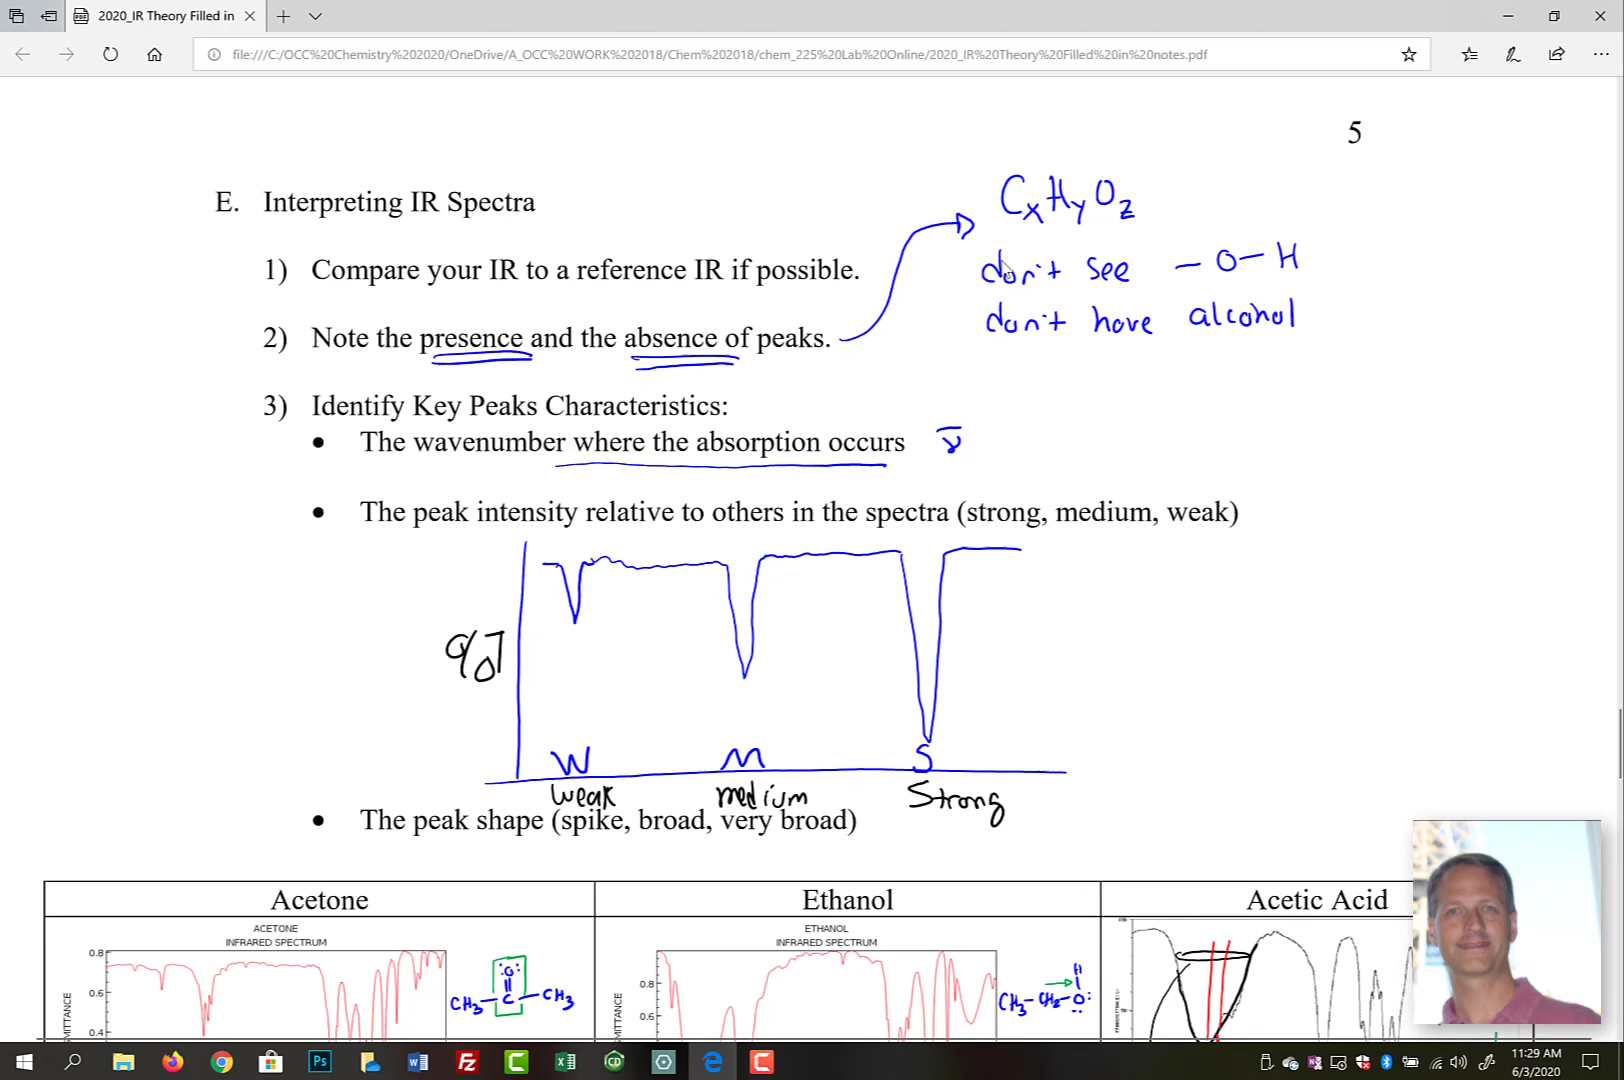 2020_IR Theory Filled in
file:///C:/OCC%20Chemistry%202020/OneDrive/A_OCC%20WORK%202018/Chem%202018/chem_225%20Lab%20Online/2020_IR%20Theory%20Filled%20in%20notes.pdf
5
E. Interpreting IR Spectra
CxHyOz
1) Compare your IR to a reference IR if possible.
don't see —O—H
don't have alcohol
2) Note the presence and the absence of peaks.
3) Identify Key Peaks Characteristics:
• The wavenumber where the absorption occurs ν̅
• The peak intensity relative to others in the spectra (strong, medium, weak)
%T
W M S
weak medium Strong
• The peak shape (spike, broad, very broad)
Acetone Ethanol Acetic Acid
ACETONE
INFRARED SPECTRUM
ETHANOL
INFRARED SPECTRUM
0.8
0.6
0.4
MITTANCE
:O:
CH3—C—CH3
0.8
0.6
MITTANCE
H
CH3—CH2—O:
11:29 AM
6/3/2020